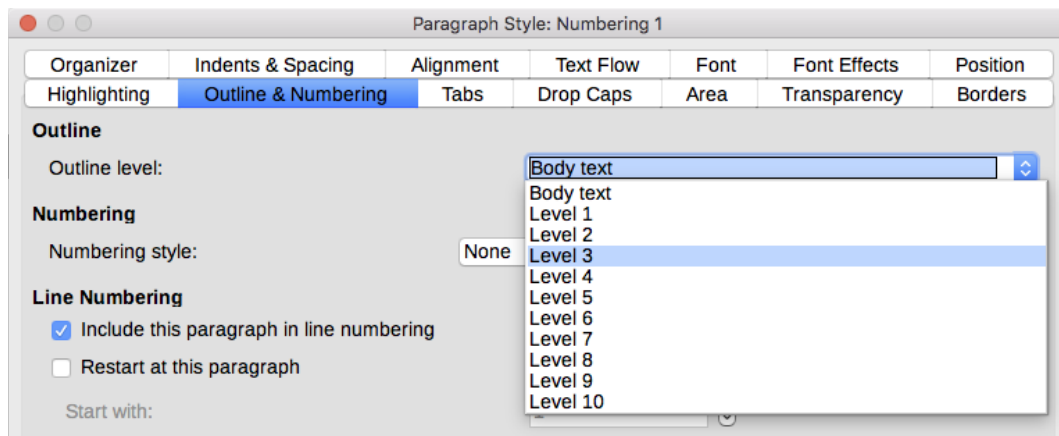 Paragraph Style: Numbering 1
Organizer Indents & Spacing Alignment Text Flow Font Font Effects Position
Highlighting Outline & Numbering Tabs Drop Caps Area Transparency Borders
Outline
Outline level: Body text
Body text
Numbering
Level 1
Level 2
Numbering style: None
Level 3
Level 4
Line Numbering
Level 5
Include this paragraph in line numbering
Level 6
Level 7
Restart at this paragraph
Level 8
Level 9
Start with:
Level 10